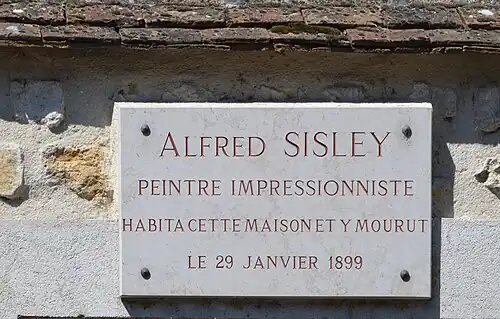 ALFRED SISLEY
PEINTRE IMPRESSIONNISTE
HABITA CETTE MAISON ET Y MOURUT
LE 29 JANVIER 1899